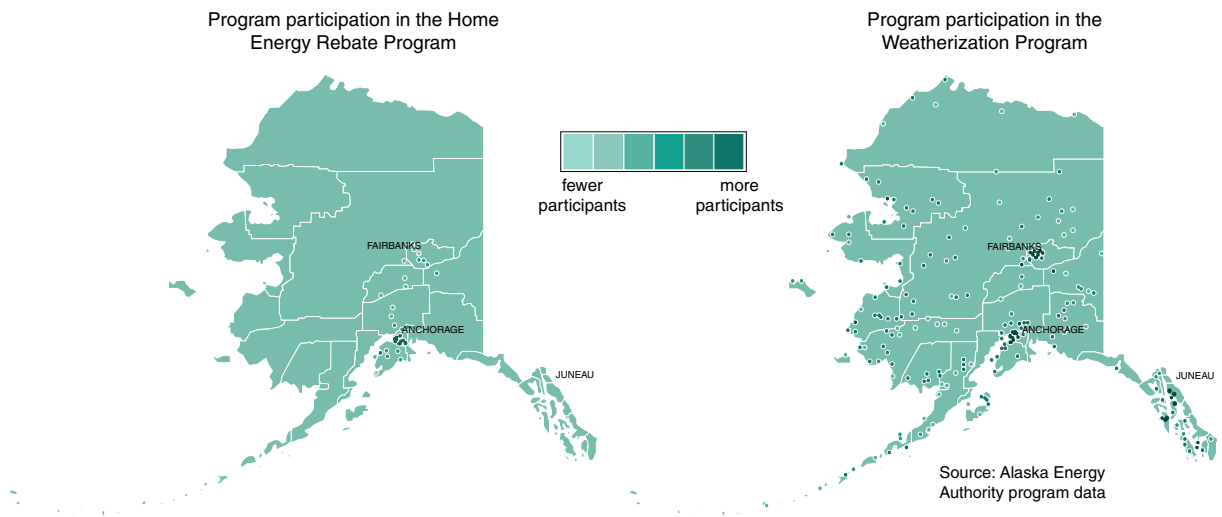 Program participation in the Home
Energy Rebate Program
Program participation in the
Weatherization Program
fewer
participants
more
participants
FAIRBANKS
ANCHORAGE
JUNEAU
FAIRBANKS
ANCHORAGE
JUNEAU
Source: Alaska Energy
Authority program data